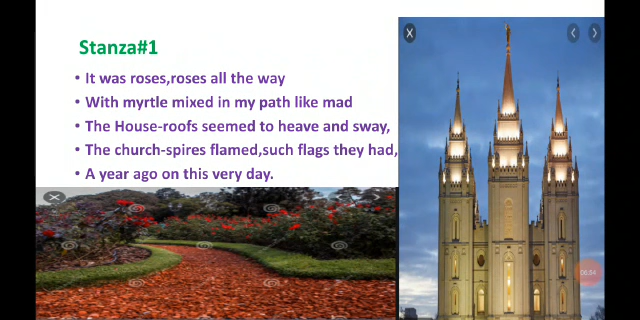 Stanza#1
• It was roses,roses all the way
• With myrtle mixed in my path like mad
• The House-roofs seemed to heave and sway,
• The church-spires flamed,such flags they had,
• A year ago on this very day.